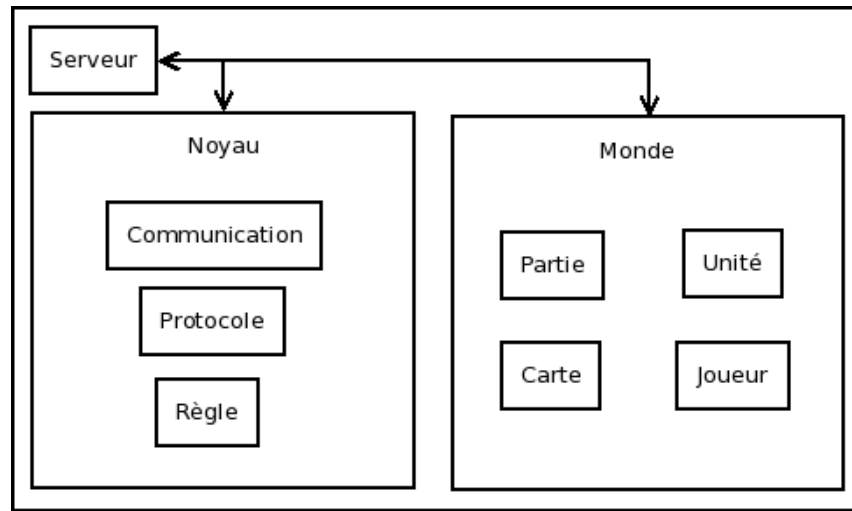 Serveur
Noyau
Communication
Protocole
Règle
Monde
Partie
Unité
Carte
Joueur